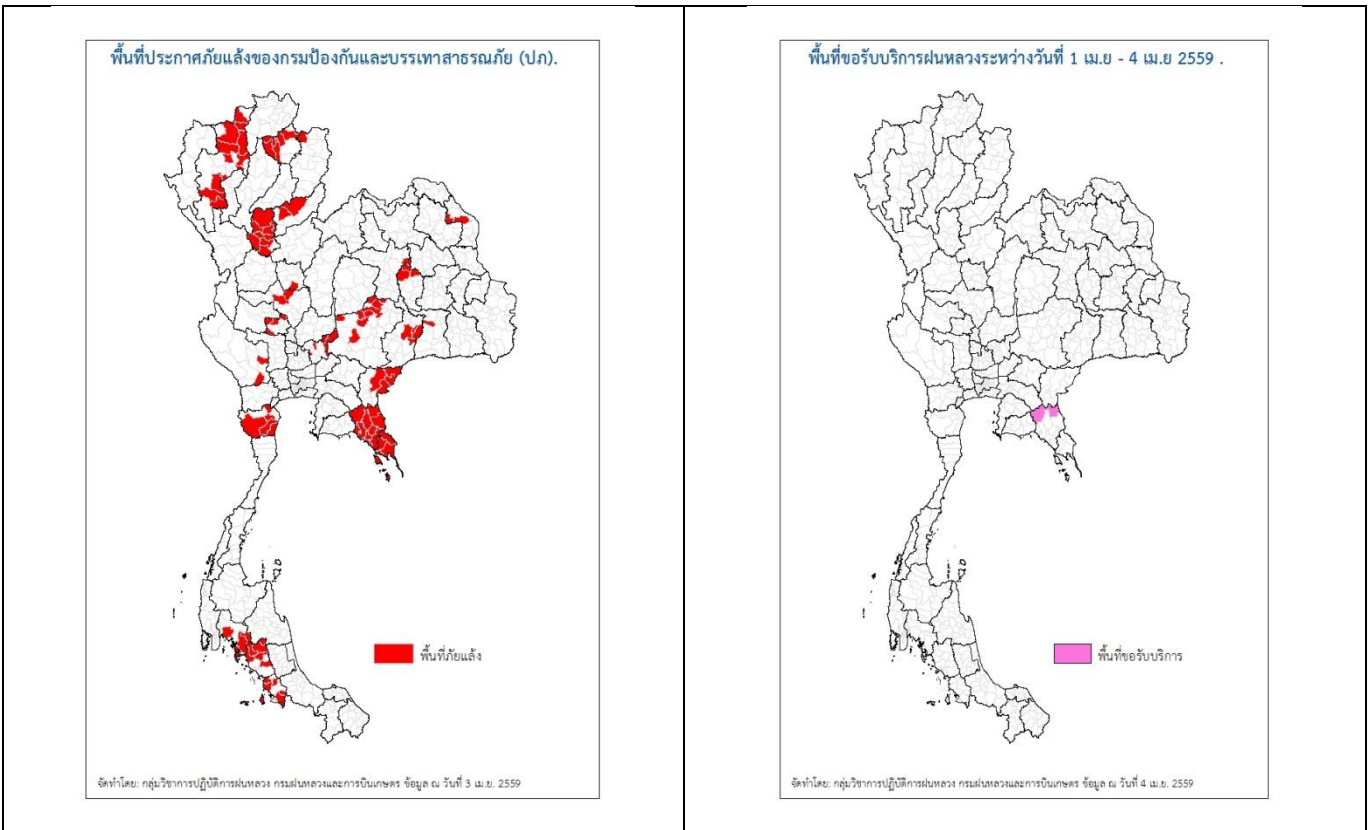 พื้นที่ประกาศภัยแล้งของกรมป้องกันและบรรเทาสาธรณภัย (ปภ).
พื้นที่ภัยแล้ง
จัดทำโดย: กลุ่มวิชาการปฏิบัติการฝนหลวง กรมฝนหลวงและการบินเกษตร ข้อมูล ณ วันที่ 3 เม.ย. 2559
พื้นที่ขอรับบริการฝนหลวงระหว่างวันที่ 1 เม.ย - 4 เม.ย 2559 .
พื้นที่ขอรับบริการ
จัดทำโดย: กลุ่มวิชาการปฏิบัติการฝนหลวง กรมฝนหลวงและการบินเกษตร ข้อมูล ณ วันที่ 4 เม.ย. 2559